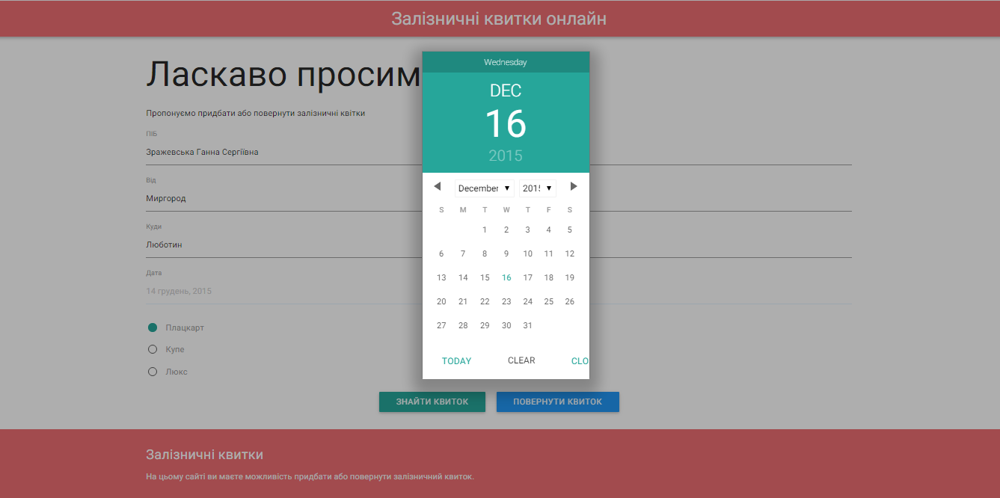 Залізничні квитки онлайн
Ласкаво просим
Пропонуємо придбати або повернути залізничні квітки
ПІБ
Зражевська Ганна Сергіївна
Від
Миргород
Куди
Люботин
Дата
14 грудень, 2015
Плацкарт
Купе
Люкс
Wednesday
DEC
16
2015
December 2015
S M T W T F S
1 2 3 4 5
6 7 8 9 10 11 12
13 14 15 16 17 18 19
20 21 22 23 24 25 26
27 28 29 30 31
TODAY CLEAR CLO
ЗНАЙТИ КВИТОК ПОВЕРНУТИ КВИТОК
Залізничні квитки
На цьому сайті ви маєте можливість придбати або повернути залізничний квиток.